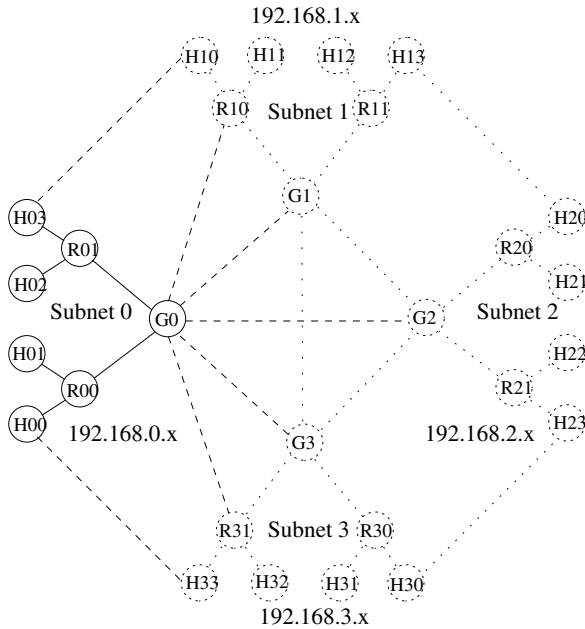 192.168.1.x
H10 H11 H12 H13
R10 Subnet 1 R11
G1
H03 H20
R01 R20
H02 H21
Subnet 0 G0 G2 Subnet 2
H01 H22
R00 R21
H00 192.168.0.x 192.168.2.x H23
G3
R31 Subnet 3 R30
H33 H32 H31 H30
192.168.3.x